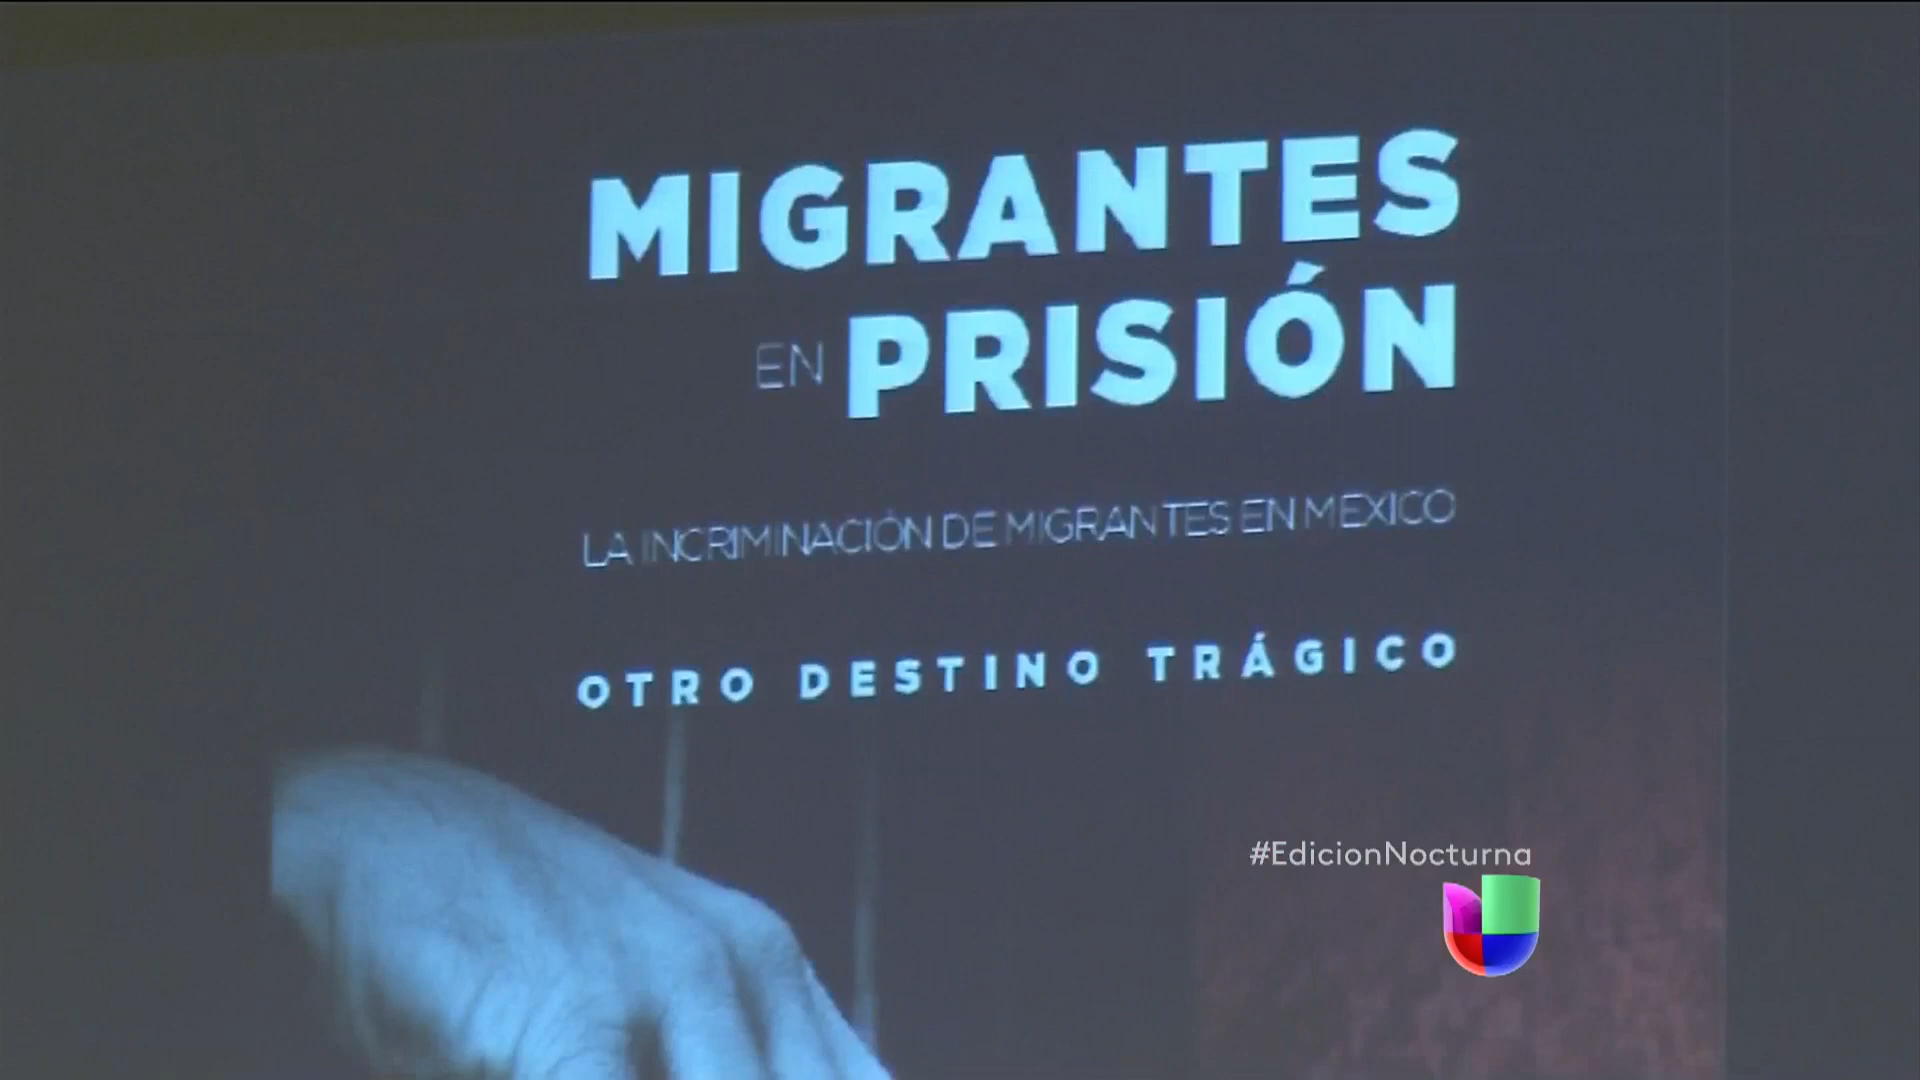 MIGRANTES
EN PRISIÓN
LA INCRIMINACIÓN DE MIGRANTES EN MEXICO
OTRO DESTINO TRÁGICO
#EdicionNocturna